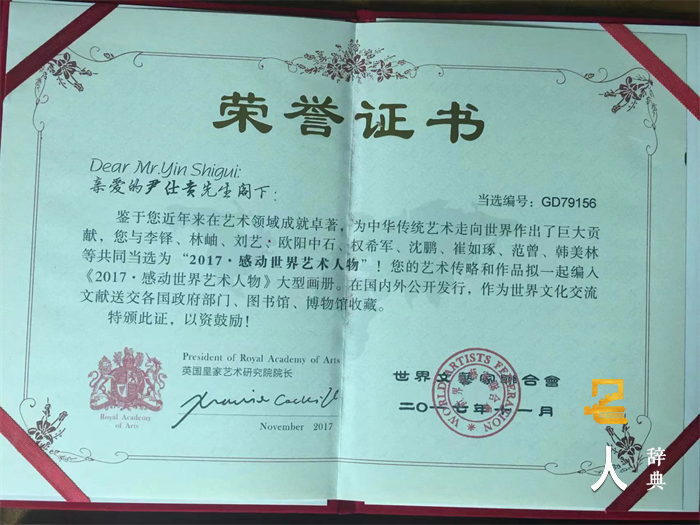 荣誉证书
Dear Mr.Yin Shigui:
亲爱的尹仕贵先生阁下:
当选编号: GD79156
鉴于您近年来在艺术领域成就卓著,为中华传统艺术走向世界作出了巨大贡
献,您与李铎、林岫、刘艺、欧阳中石、权希军、沈鹏、崔如琢、范曾、韩美林
等共同当选为“2017·感动世界艺术人物”!您的艺术传略和作品拟一起编入
《2017·感动世界艺术人物》大型画册。在国内外公开发行,作为世界文化交流
文献送交各国政府部门、图书馆、博物馆收藏。
特颁此证,以资鼓励!
President of Royal Academy of Arts
英国皇家艺术研究院院长
Royal Academy
of Arts
November 2017
世界文藝家聯合會
WORLD ARTISTS FEDERATION
二〇一七年十一月
人
辞典